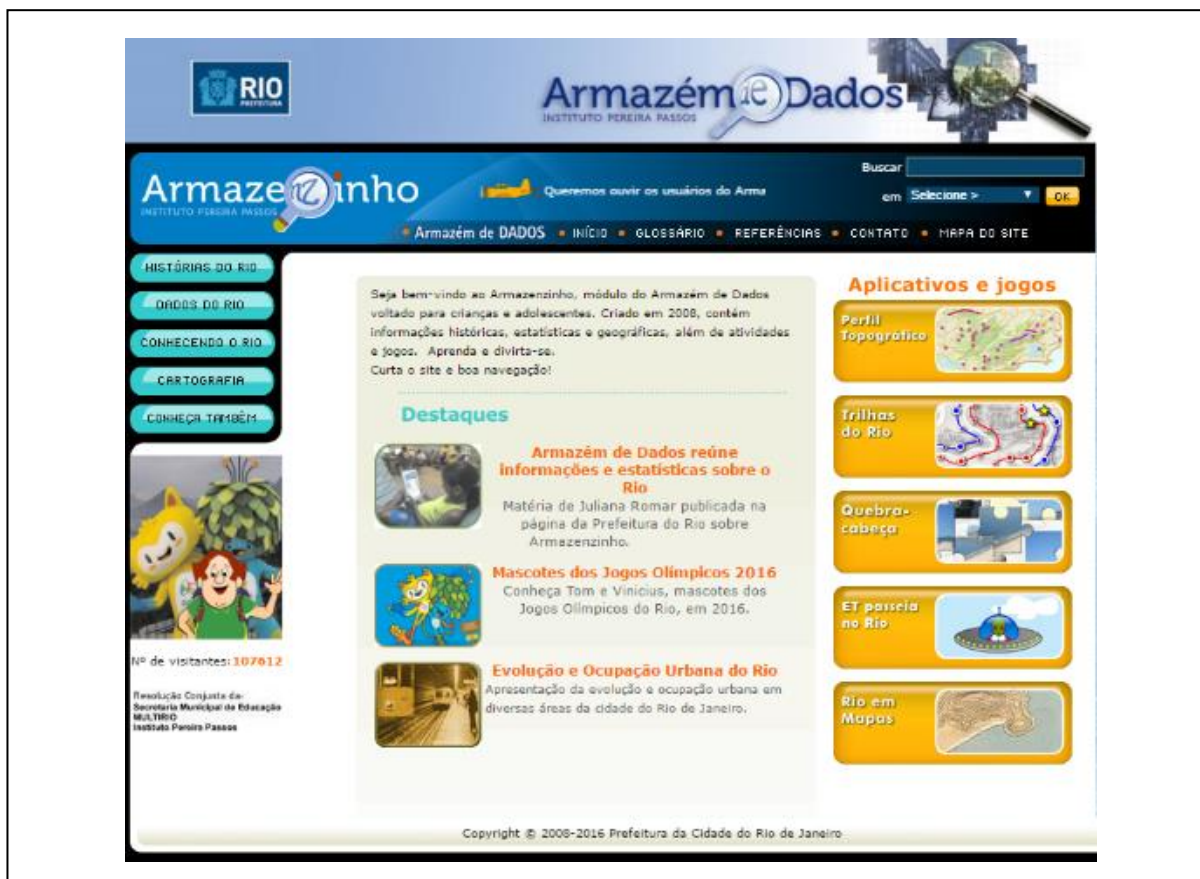 RIO
PREFEITURA
Armazém de Dados
INSTITUTO PEREIRA PASSOS
Armazenzinho
INSTITUTO PEREIRA PASSOS
Queremos ouvir os usuários do Arma
Buscar
em Selecione > OK
Armazém de DADOS • INÍCIO • GLOSSÁRIO • REFERÊNCIAS • CONTATO • MAPA DO SITE
HISTÓRIAS DO RIO
DADOS DO RIO
CONHECENDO O RIO
CARTOGRAFIA
CONHEÇA TAMBÉM
Nº de visitantes: 107612
Resolução Conjunta da:
Secretaria Municipal de Educação
MULTIRIO
Instituto Pereira Passos
Seja bem-vindo ao Armazenzinho, módulo do Armazém de Dados
voltado para crianças e adolescentes. Criado em 2008, contém
informações históricas, estatísticas e geográficas, além de atividades
e jogos. Aprenda e divirta-se.
Curta o site e boa navegação!
Destaques
Armazém de Dados reúne
informações e estatísticas sobre o
Rio
Matéria de Juliana Romar publicada na
página da Prefeitura do Rio sobre
Armazenzinho.
Mascotes dos Jogos Olímpicos 2016
Conheça Tom e Vinicius, mascotes dos
Jogos Olímpicos do Rio, em 2016.
Evolução e Ocupação Urbana do Rio
Apresentação da evolução e ocupação urbana em
diversas áreas da cidade do Rio de Janeiro.
Aplicativos e jogos
Perfil
Topográfico
Trilhas
do Rio
Quebra-
cabeça
ET passeia
no Rio
Rio em
Mapas
Copyright © 2008-2016 Prefeitura da Cidade do Rio de Janeiro